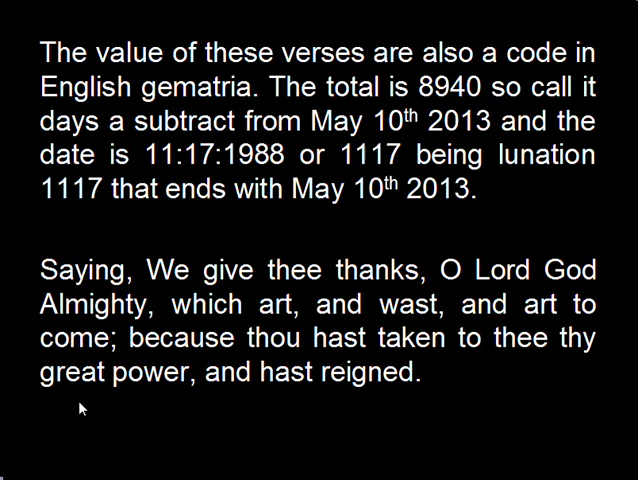 The value of these verses are also a code in
English gematria. The total is 8940 so call it
days a subtract from May 10th 2013 and the
date is 11:17:1988 or 1117 being lunation
1117 that ends with May 10th 2013.
Saying, We give thee thanks, O Lord God
Almighty, which art, and wast, and art to
come; because thou hast taken to thee thy
great power, and hast reigned.